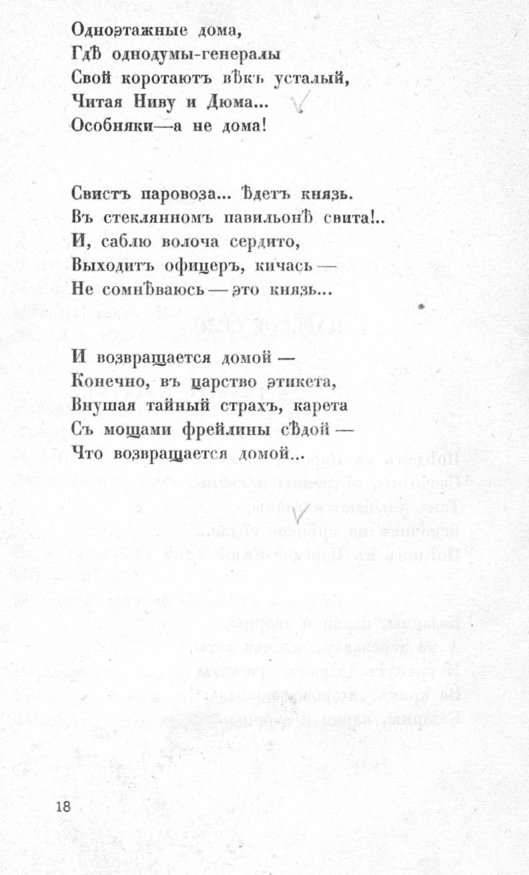 Одноэтажные дома,
Гдѣ однодумы-генералы
Свой коротаютъ вѣкъ усталый,
Читая Ниву и Дюма...
Особняки—а не дома!
Свистъ паровоза... Ѣдетъ князь.
Въ стеклянномъ павильонѣ свита!..
И, саблю волоча сердито,
Выходитъ офицеръ, кичась —
Не сомнѣваюсь — это князь...
И возвращается домой —
Конечно, въ царство этикета,
Внушая тайный страхъ, карета
Съ мощами фрейлины сѣдой —
Что возвращается домой...
18